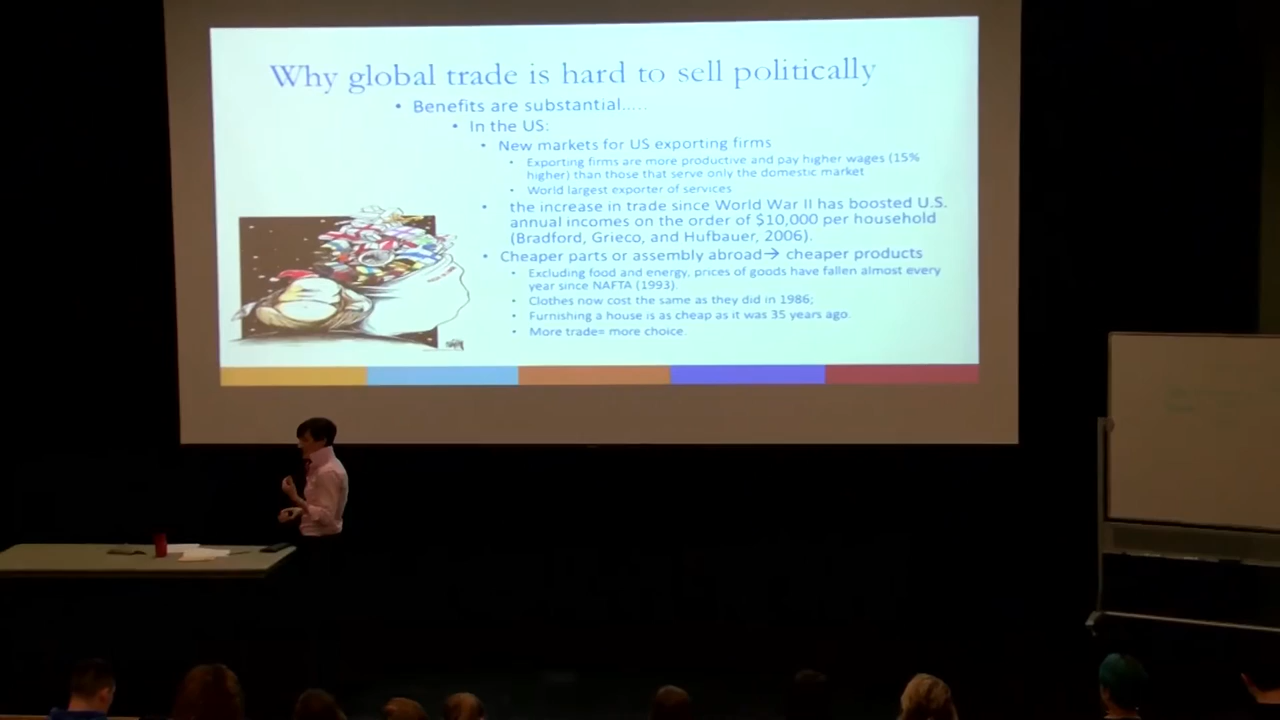 Why global trade is hard to sell politically
• Benefits are substantial.....
• In the US:
• New markets for US exporting firms
• Exporting firms are more productive and pay higher wages (15%
higher) than those that serve only the domestic market
• World largest exporter of services
• the increase in trade since World War II has boosted U.S.
annual incomes on the order of $10,000 per household
(Bradford, Grieco, and Hufbauer, 2006).
• Cheaper parts or assembly abroad→ cheaper products
• Excluding food and energy, prices of goods have fallen almost every
year since NAFTA (1993).
• Clothes now cost the same as they did in 1986;
• Furnishing a house is as cheap as it was 35 years ago.
• More trade= more choice.